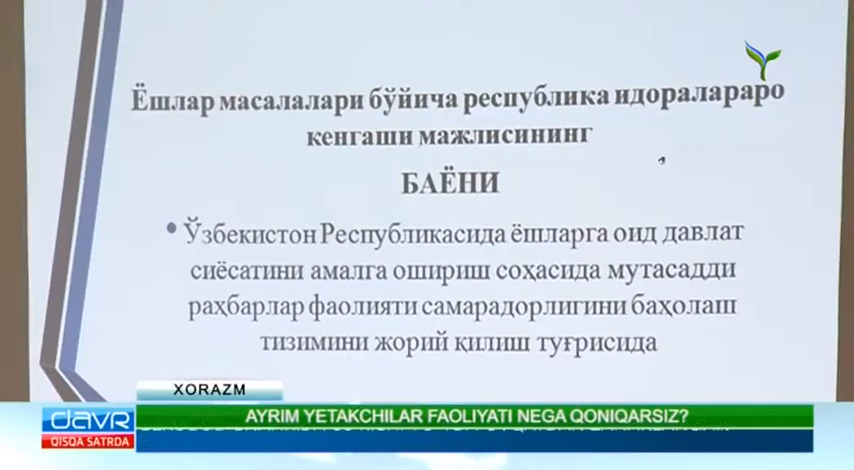 Ёшлар масалалари бўйича республика идоралараро
кенгаши мажлисининг
БАЁНИ
• Ўзбекистон Республикасида ёшларга оид давлат
сиёсатини амалга ошириш соҳасида мутасадди
раҳбарлар фаолияти самарадорлигини баҳолаш
тизимини жорий қилиш туғрисида
XORAZM
davr
AYRIM YETAKCHILAR FAOLIYATI NEGA QONIQARSIZ?
QISQA SATRDA